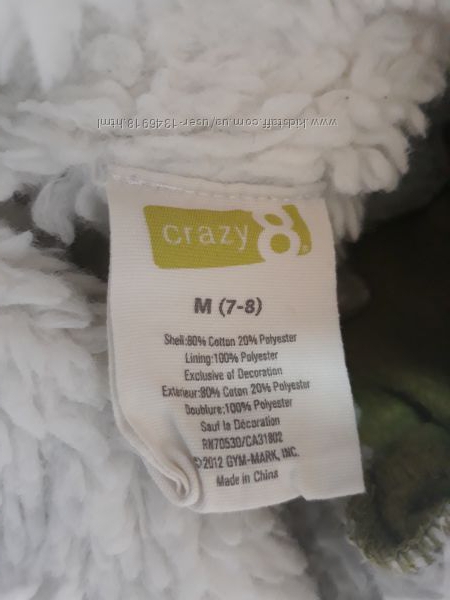 www.kidstaff.com.ua/user-1346918.html
crazy 8®
M (7-8)
Shell:80% Cotton 20% Polyester
Lining:100% Polyester
Exclusive of Decoration
Extérieur:80% Coton 20% Polyester
Doublure:100% Polyester
Sauf la Décoration
RN70530/CA31802
©2012 GYM-MARK, INC.
Made in China